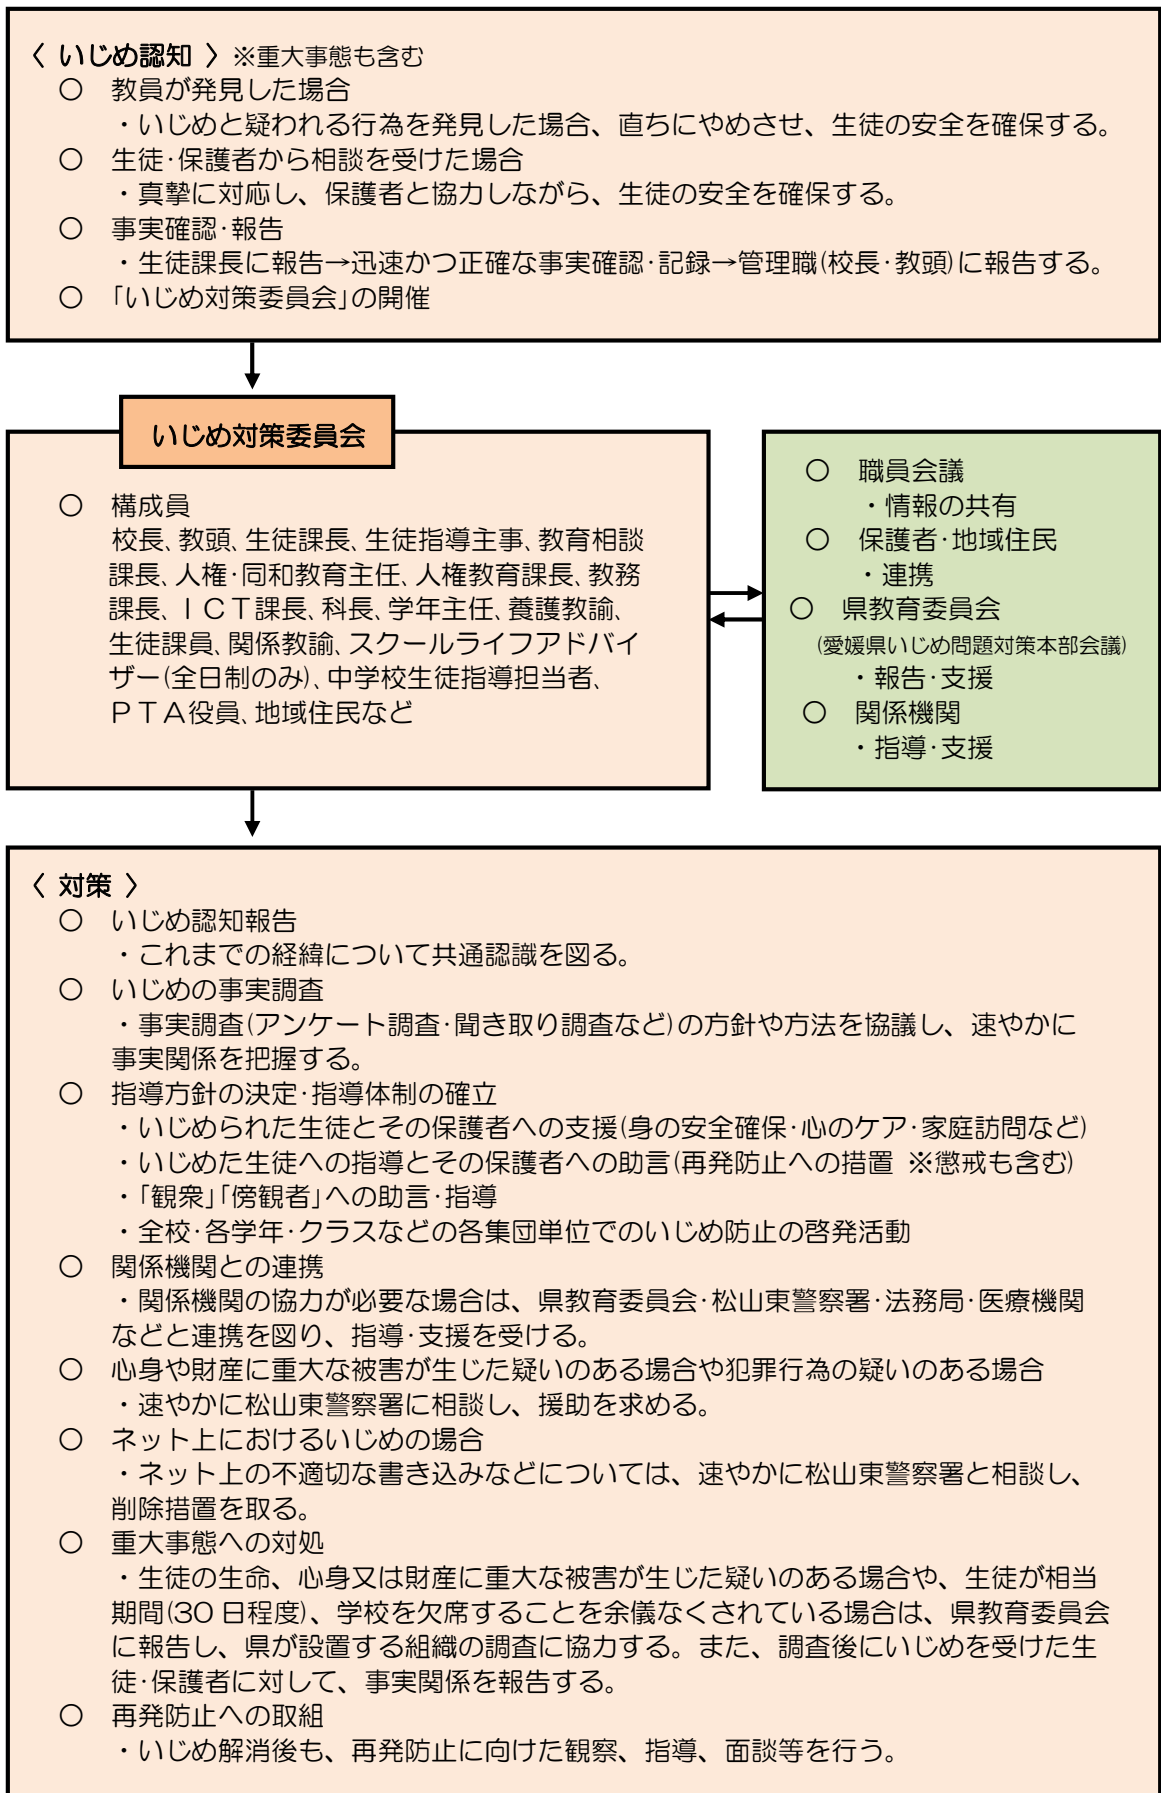 〈 いじめ認知 〉 ※重大事態も含む
○ 教員が発見した場合
・いじめと疑われる行為を発見した場合、直ちにやめさせ、生徒の安全を確保する。
○ 生徒・保護者から相談を受けた場合
・真摯に対応し、保護者と協力しながら、生徒の安全を確保する。
○ 事実確認・報告
・生徒課長に報告→迅速かつ正確な事実確認・記録→管理職(校長・教頭)に報告する。
○ 「いじめ対策委員会」の開催
いじめ対策委員会
○ 構成員
校長、教頭、生徒課長、生徒指導主事、教育相談
課長、人権・同和教育主任、人権教育課長、教務
課長、ＩＣＴ課長、科長、学年主任、養護教諭、
生徒課員、関係教諭、スクールライフアドバイ
ザー(全日制のみ)、中学校生徒指導担当者、
ＰＴＡ役員、地域住民など
○ 職員会議
・情報の共有
○ 保護者・地域住民
・連携
○ 県教育委員会
(愛媛県いじめ問題対策本部会議)
・報告・支援
○ 関係機関
・指導・支援
〈 対策 〉
○ いじめ認知報告
・これまでの経緯について共通認識を図る。
○ いじめの事実調査
・事実調査(アンケート調査・聞き取り調査など)の方針や方法を協議し、速やかに
事実関係を把握する。
○ 指導方針の決定・指導体制の確立
・いじめられた生徒とその保護者への支援(身の安全確保・心のケア・家庭訪問など)
・いじめた生徒への指導とその保護者への助言(再発防止への措置 ※懲戒も含む)
・「観衆」「傍観者」への助言・指導
・全校・各学年・クラスなどの各集団単位でのいじめ防止の啓発活動
○ 関係機関との連携
・関係機関の協力が必要な場合は、県教育委員会・松山東警察署・法務局・医療機関
などと連携を図り、指導・支援を受ける。
○ 心身や財産に重大な被害が生じた疑いのある場合や犯罪行為の疑いのある場合
・速やかに松山東警察署に相談し、援助を求める。
○ ネット上におけるいじめの場合
・ネット上の不適切な書き込みなどについては、速やかに松山東警察署と相談し、
削除措置を取る。
○ 重大事態への対処
・生徒の生命、心身又は財産に重大な被害が生じた疑いのある場合や、生徒が相当
期間(30 日程度)、学校を欠席することを余儀なくされている場合は、県教育委員会
に報告し、県が設置する組織の調査に協力する。また、調査後にいじめを受けた生
徒・保護者に対して、事実関係を報告する。
○ 再発防止への取組
・いじめ解消後も、再発防止に向けた観察、指導、面談等を行う。